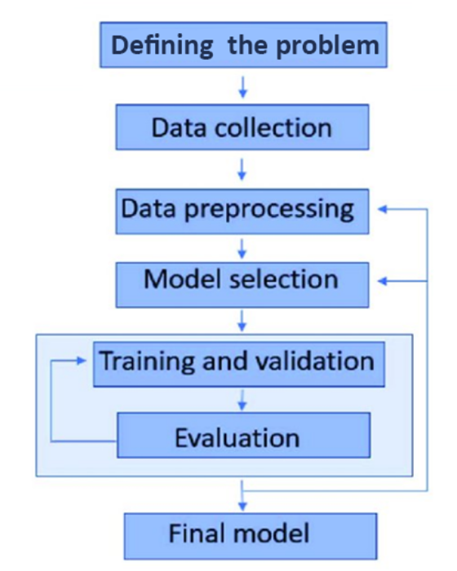 Defining the problem
Data collection
Data preprocessing
Model selection
Training and validation
Evaluation
Final model